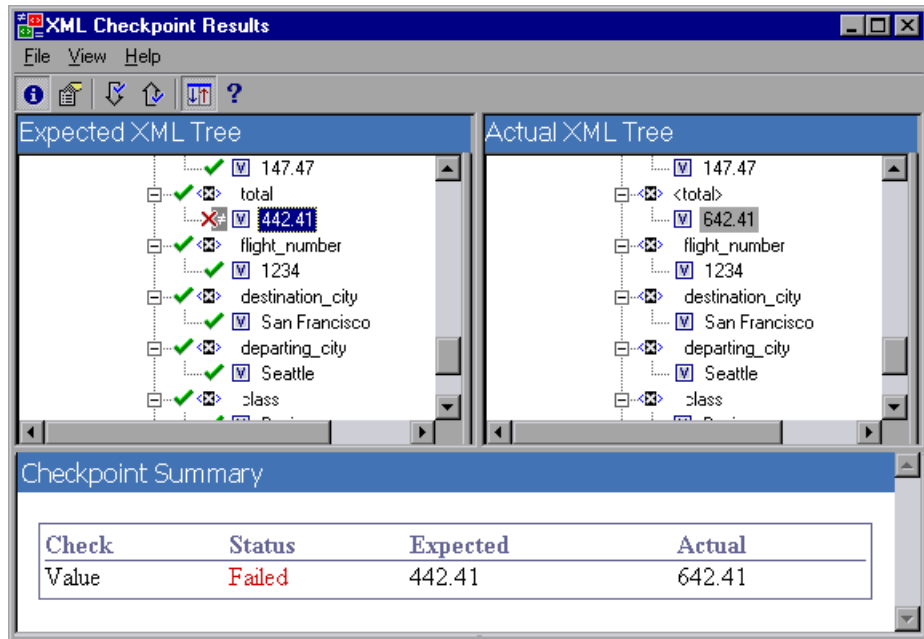 XML Checkpoint Results
File View Help
Expected XML Tree
147.47
total
442.41
flight_number
1234
destination_city
San Francisco
departing_city
Seattle
Actual XML Tree
147.47
<total>
642.41
flight_number
1234
destination_city
San Francisco
departing_city
Seattle
Checkpoint Summary
Check Status Expected Actual
Value Failed 442.41 642.41